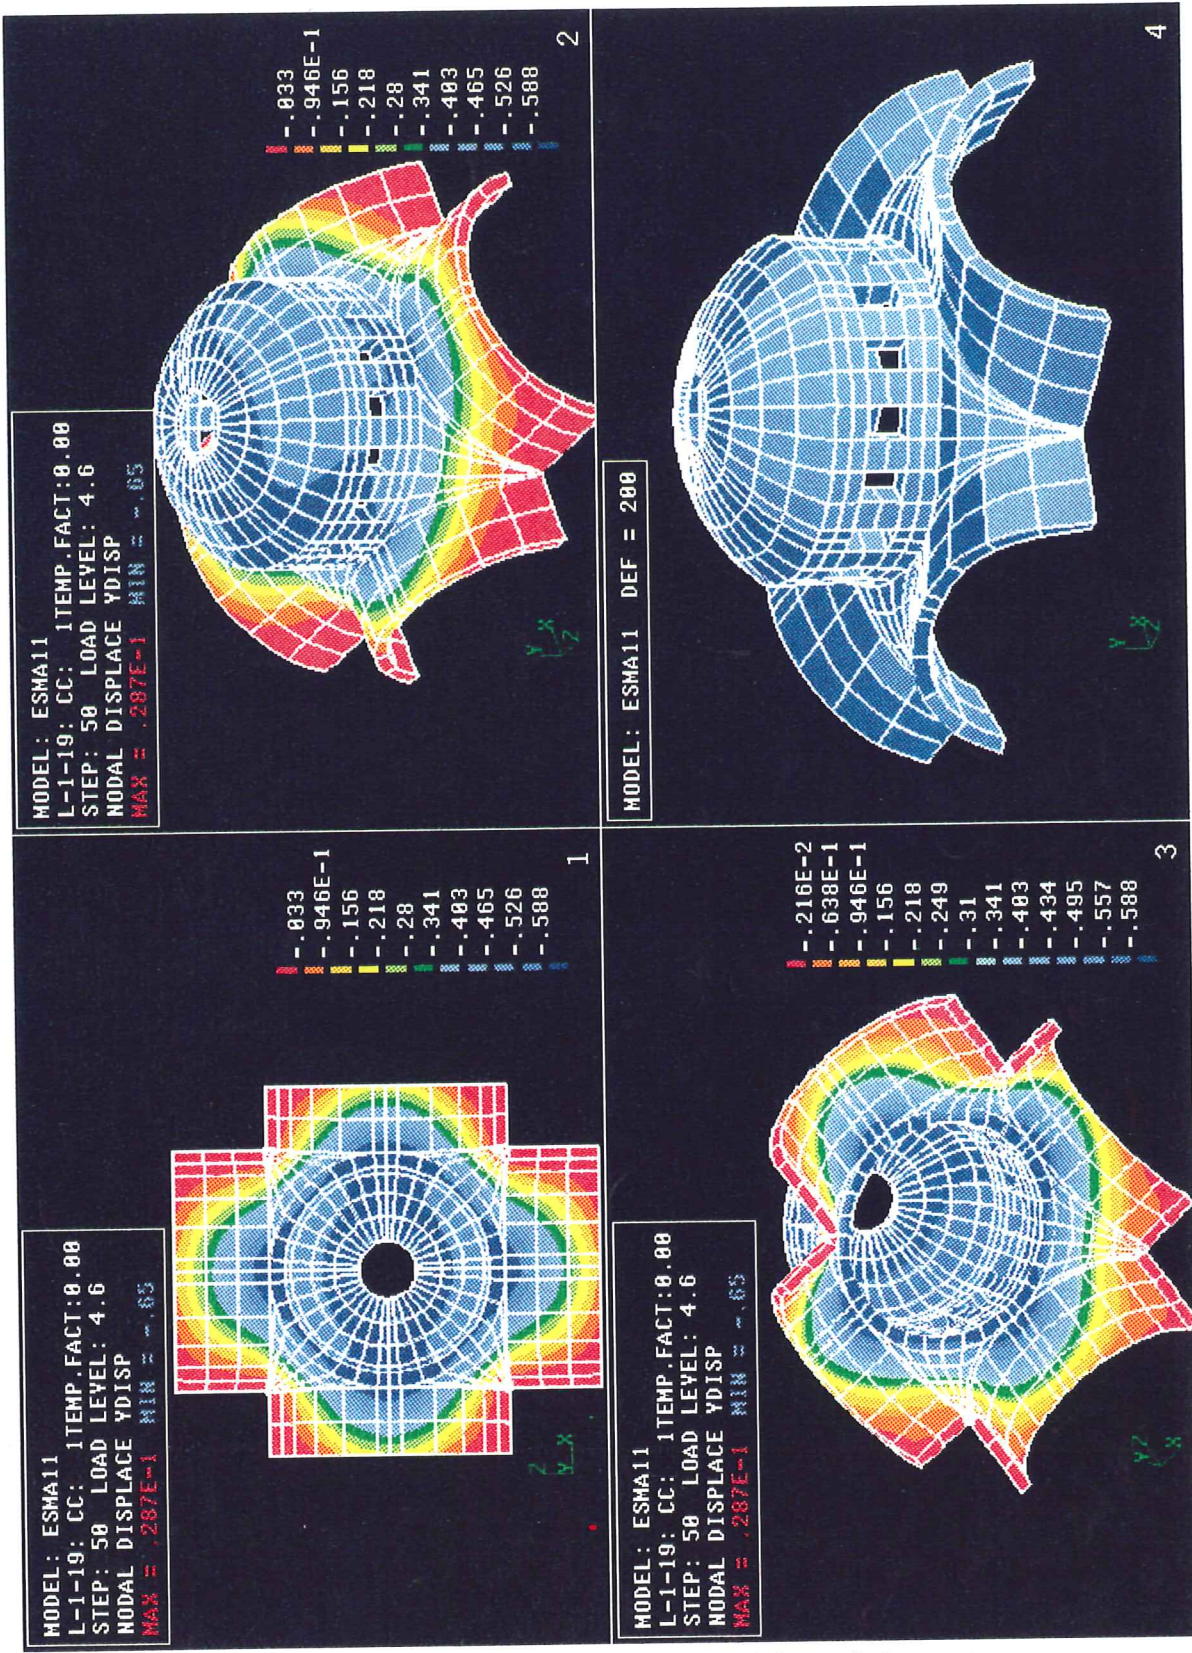 MODEL: ESMA11
L-1-19: CC: 1TEMP.FACT:0.00
STEP: 50 LOAD LEVEL: 4.6
NODAL DISPLACE YDISP
MAX = .287E-1 MIN = -.65
-.033
-.946E-1
-.156
-.218
-.28
-.341
-.403
-.465
-.526
-.588
Z
Y X
1
MODEL: ESMA11
L-1-19: CC: 1TEMP.FACT:0.00
STEP: 50 LOAD LEVEL: 4.6
NODAL DISPLACE YDISP
MAX = .287E-1 MIN = -.65
-.033
-.946E-1
-.156
-.218
-.28
-.341
-.403
-.465
-.526
-.588
Y X
Z
2
MODEL: ESMA11
L-1-19: CC: 1TEMP.FACT:0.00
STEP: 50 LOAD LEVEL: 4.6
NODAL DISPLACE YDISP
MAX = .287E-1 MIN = -.65
-.216E-2
-.638E-1
-.946E-1
-.156
-.218
-.249
-.31
-.341
-.403
-.434
-.495
-.557
-.588
Y Z
X
3
MODEL: ESMA11 DEF = 200
Y X
Z
4